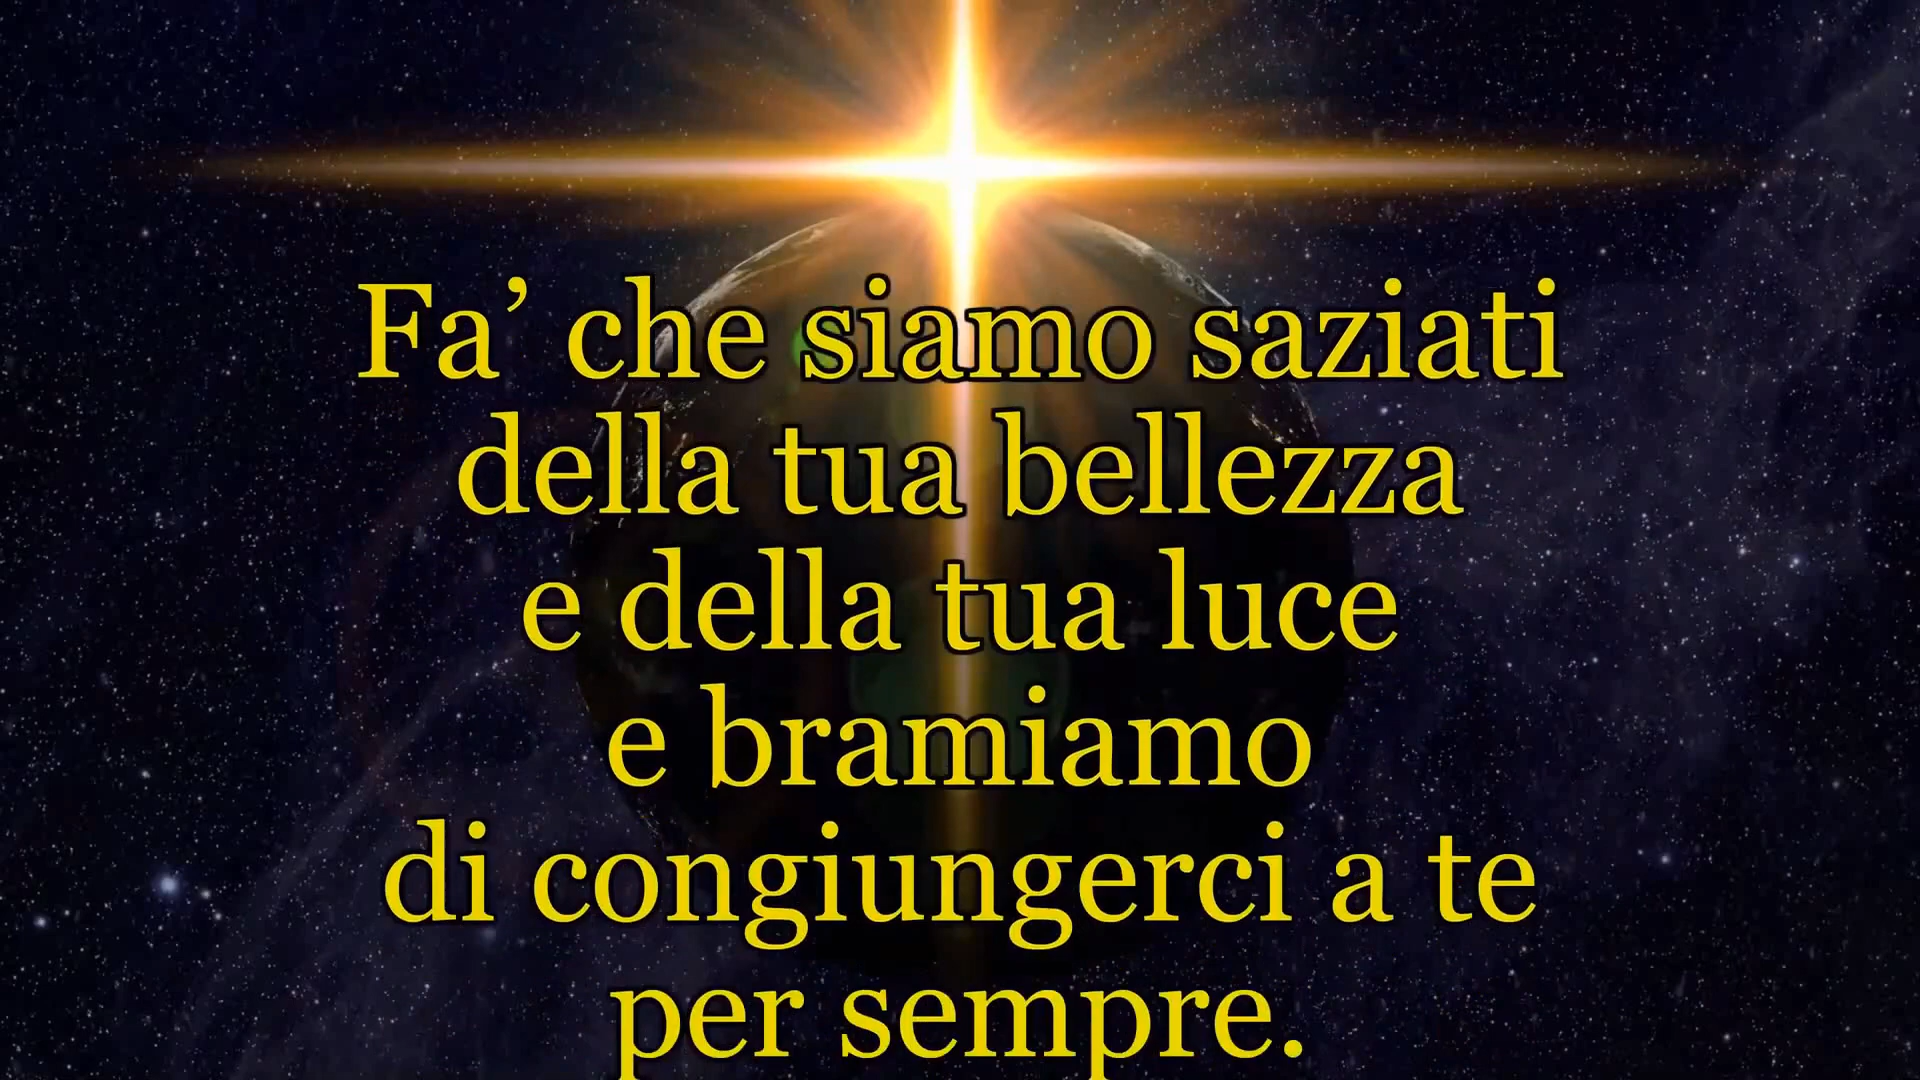 Fa’ che siamo saziati
della tua bellezza
e della tua luce
e bramiamo
di congiungerci a te
per sempre.